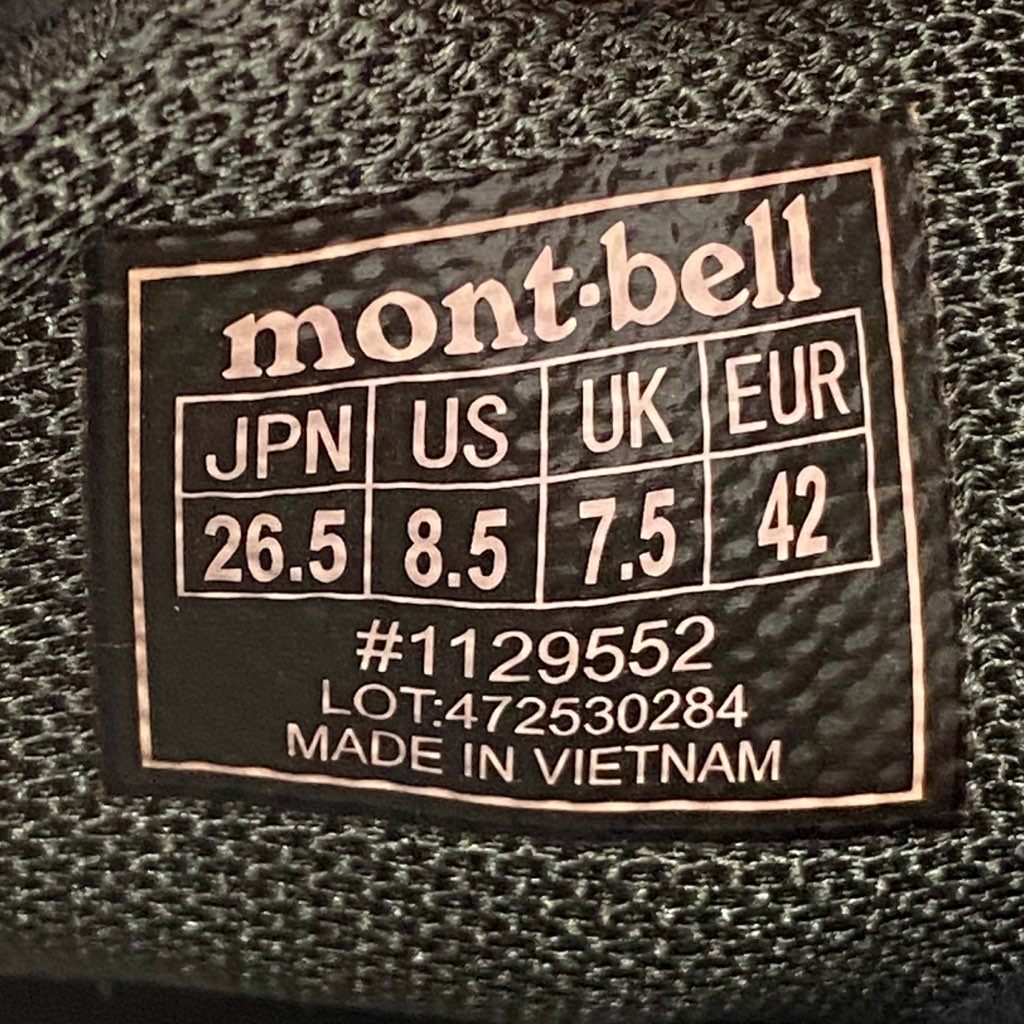 mont·bell
JPN US UK EUR
26.5 8.5 7.5 42
#1129552
LOT:472530284
MADE IN VIETNAM